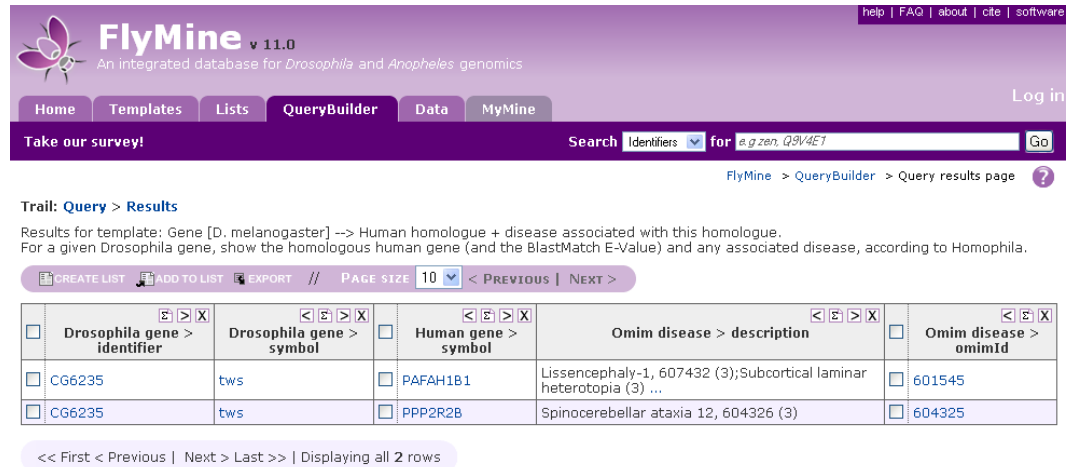 help | FAQ | about | cite | software
FlyMine v 11.0
An integrated database for Drosophila and Anopheles genomics
Log in
Home Templates Lists QueryBuilder Data MyMine
Take our survey! Search Identifiers for e.g zen, Q9V4E1 Go
FlyMine > QueryBuilder > Query results page ?
Trail: Query > Results
Results for template: Gene [D. melanogaster] --> Human homologue + disease associated with this homologue.
For a given Drosophila gene, show the homologous human gene (and the BlastMatch E-Value) and any associated disease, according to Homophila.
CREATE LIST ADD TO LIST EXPORT // PAGE SIZE 10 < PREVIOUS | NEXT >
Σ > X < Σ > X < Σ > X < Σ > X < Σ X
Drosophila gene > Drosophila gene > Human gene > Omim disease > description Omim disease >
identifier symbol symbol omimId
CG6235 tws PAFAH1B1 Lissencephaly-1, 607432 (3);Subcortical laminar 601545
heterotopia (3) ...
CG6235 tws PPP2R2B Spinocerebellar ataxia 12, 604326 (3) 604325
<< First < Previous | Next > Last >> | Displaying all 2 rows